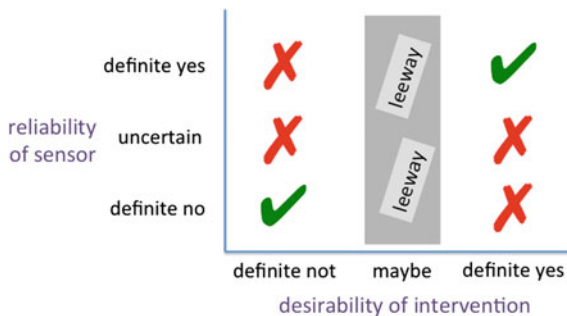 definite yes
leeway
reliability
of sensor
uncertain
leeway
definite no
definite not maybe definite yes
desirability of intervention